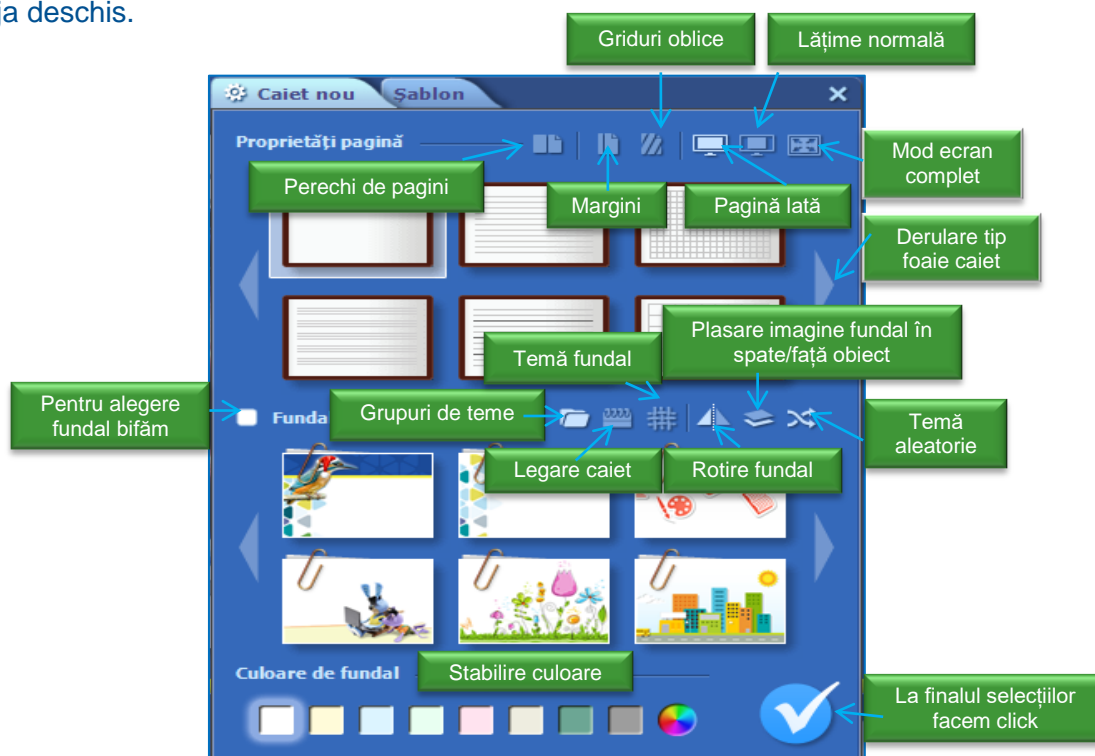 ja deschis.
Griduri oblice
Lățime normală
Caiet nou
Șablon
Proprietăți pagină
Mod ecran
complet
Perechi de pagini
Margini
Pagină lată
Derulare tip
foaie caiet
Plasare imagine fundal în
spate/față obiect
Temă fundal
Pentru alegere
fundal bifăm
Funda
Grupuri de teme
Temă
aleatorie
Legare caiet
Rotire fundal
Culoare de fundal
Stabilire culoare
La finalul selecțiilor
facem click